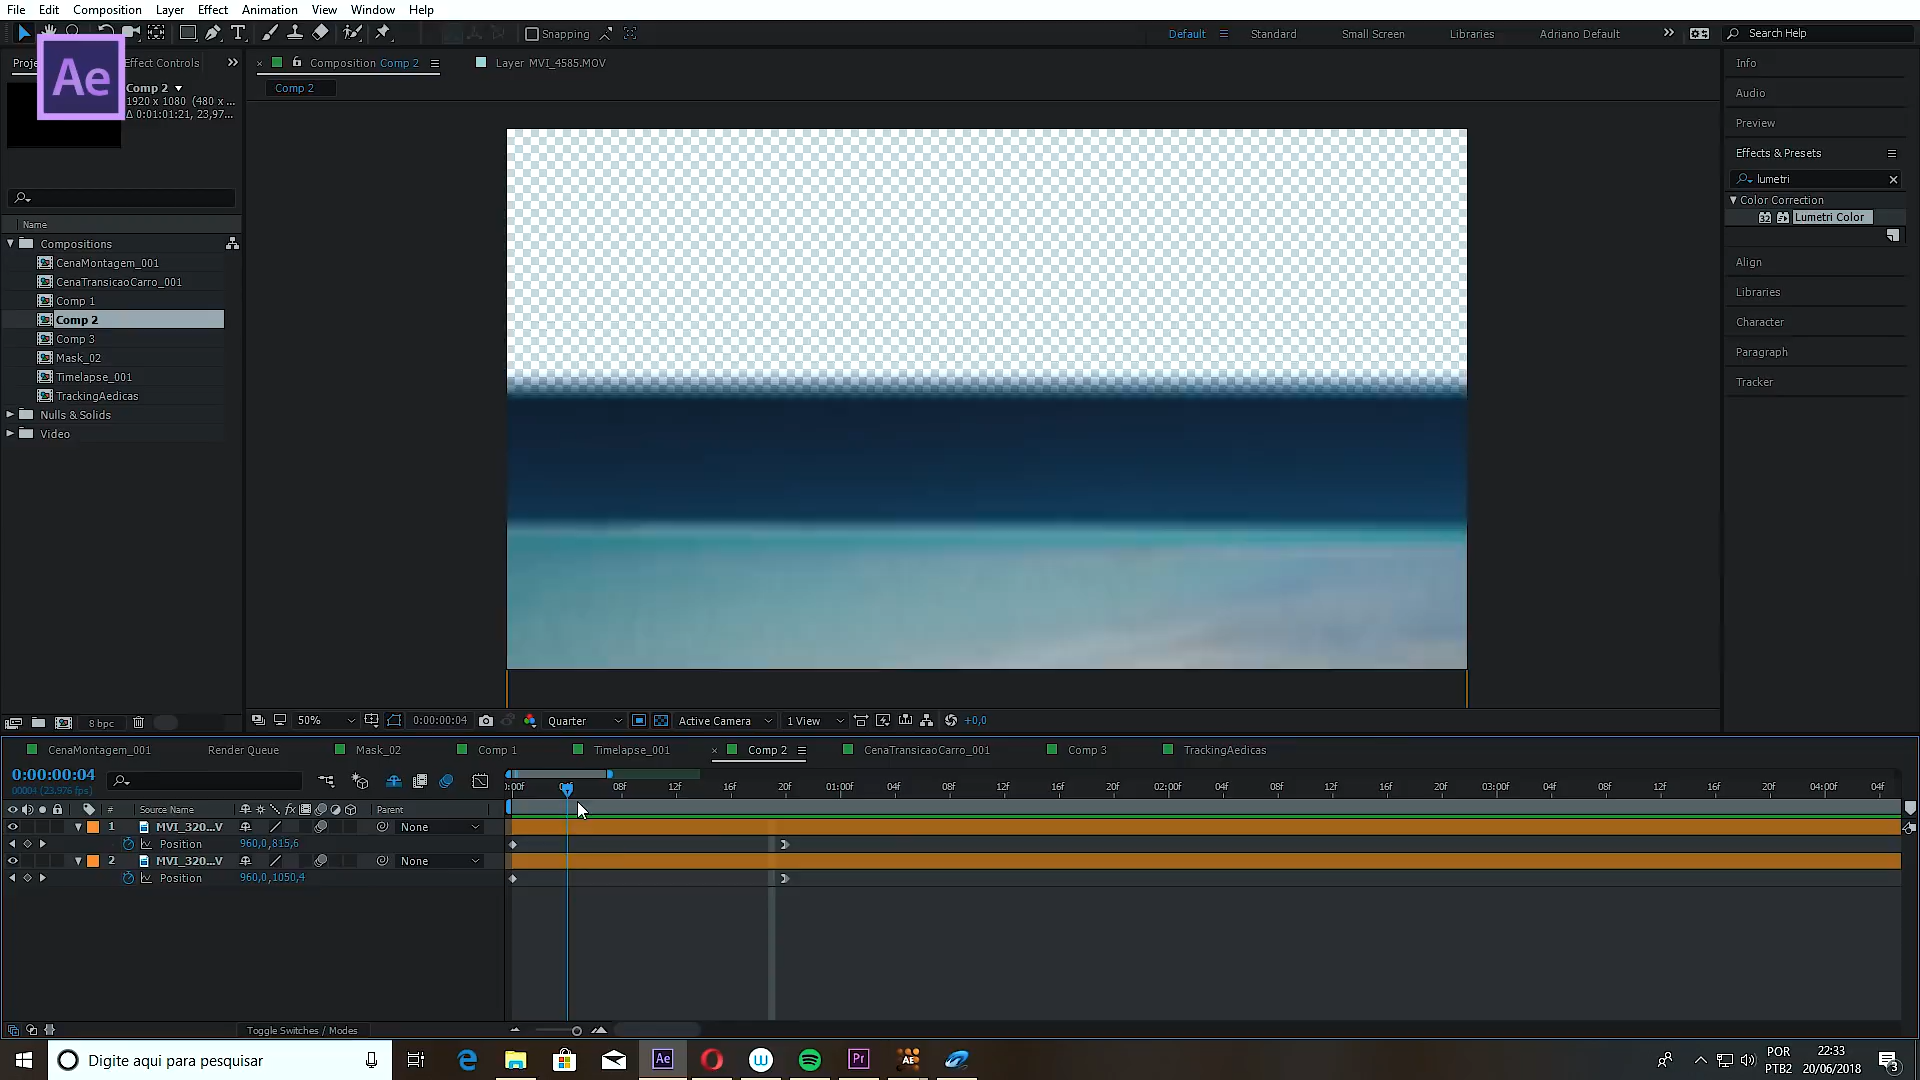 File Edit Composition Layer Effect Animation View Window Help
Snapping
Default Standard Small Screen Libraries Adriano Default Search Help
Ae
Effect Controls
Composition Comp 2
Layer MVI_4585.MOV
Comp 2
1920 x 1080 (480 x ...
Δ 0:01:01:21, 23,97...
Comp 2
Name
Compositions
CenaMontagem_001
CenaTransicaoCarro_001
Comp 1
Comp 2
Comp 3
Mask_02
Timelapse_001
TrackingAedicas
Nulls & Solids
Video
8 bpc
50% 0:00:00:04 Quarter Active Camera 1 View +0,0
Info
Audio
Preview
Effects & Presets
lumetri
Color Correction
32 Lumetri Color
Align
Libraries
Character
Paragraph
Tracker
CenaMontagem_001 Render Queue Mask_02 Comp 1 Timelapse_001 Comp 2 CenaTransicaoCarro_001 Comp 3 TrackingAedicas
0:00:00:04
00004 (23.976 fps)
# Source Name fx Parent
:00f 08f 12f 16f 20f 01:00f 04f 08f 12f 16f 20f 02:00f 04f 08f 12f 16f 20f 03:00f 04f 08f 12f 16f 20f 04:00f 04f
1 MVI_320...V None
Position 960,0,815,6
2 MVI_320...V None
Position 960,0,1050,4
Toggle Switches / Modes
Digite aqui para pesquisar
Ae
Pr
AE
POR
PTB2
22:33
20/06/2018
3